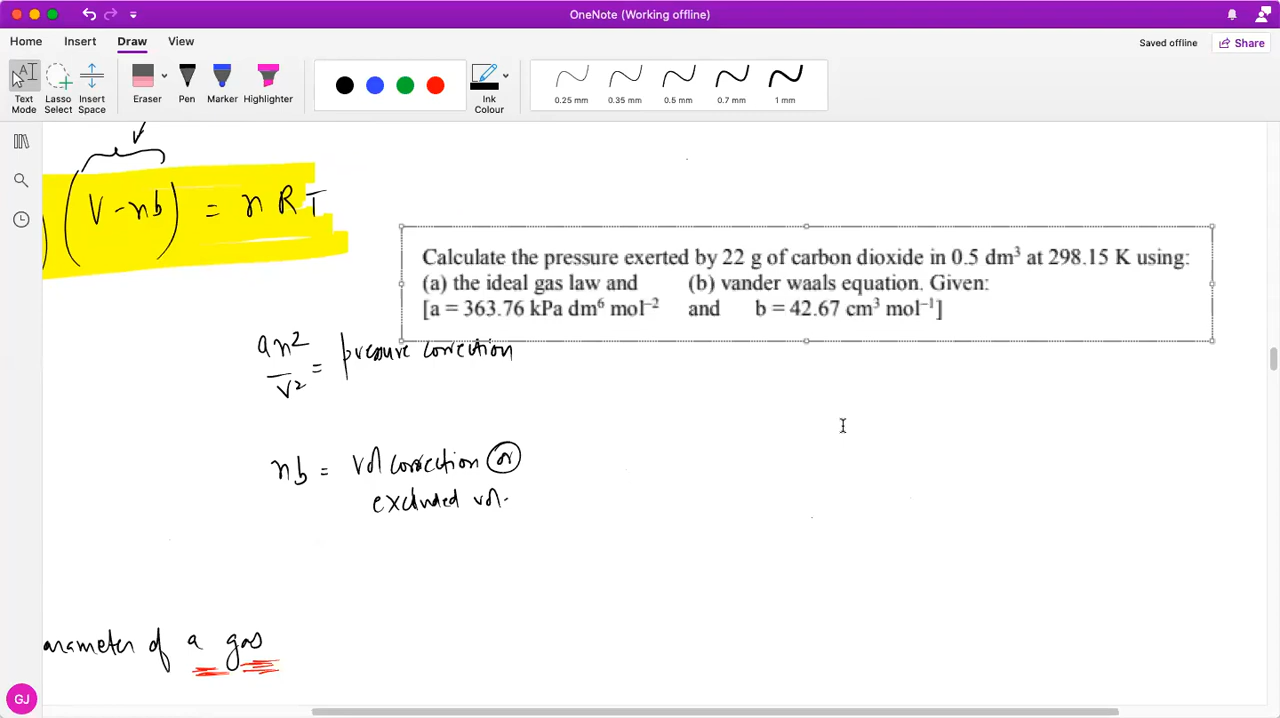 OneNote (Working offline)
Home Insert Draw View
Saved offline
Share
Text Mode
Lasso Select
Insert Space
Eraser
Pen
Marker
Highlighter
Ink Colour
0.25 mm
0.35 mm
0.5 mm
0.7 mm
1 mm
(V - nb) = n R T
Calculate the pressure exerted by 22 g of carbon dioxide in 0.5 dm³ at 298.15 K using:
(a) the ideal gas law and (b) vander waals equation. Given:
[a = 363.76 kPa dm⁶ mol⁻² and b = 42.67 cm³ mol⁻¹]
an²/V² = pressure correction
nb = vol correction or
excluded vol.
arameter of a gas
GJ